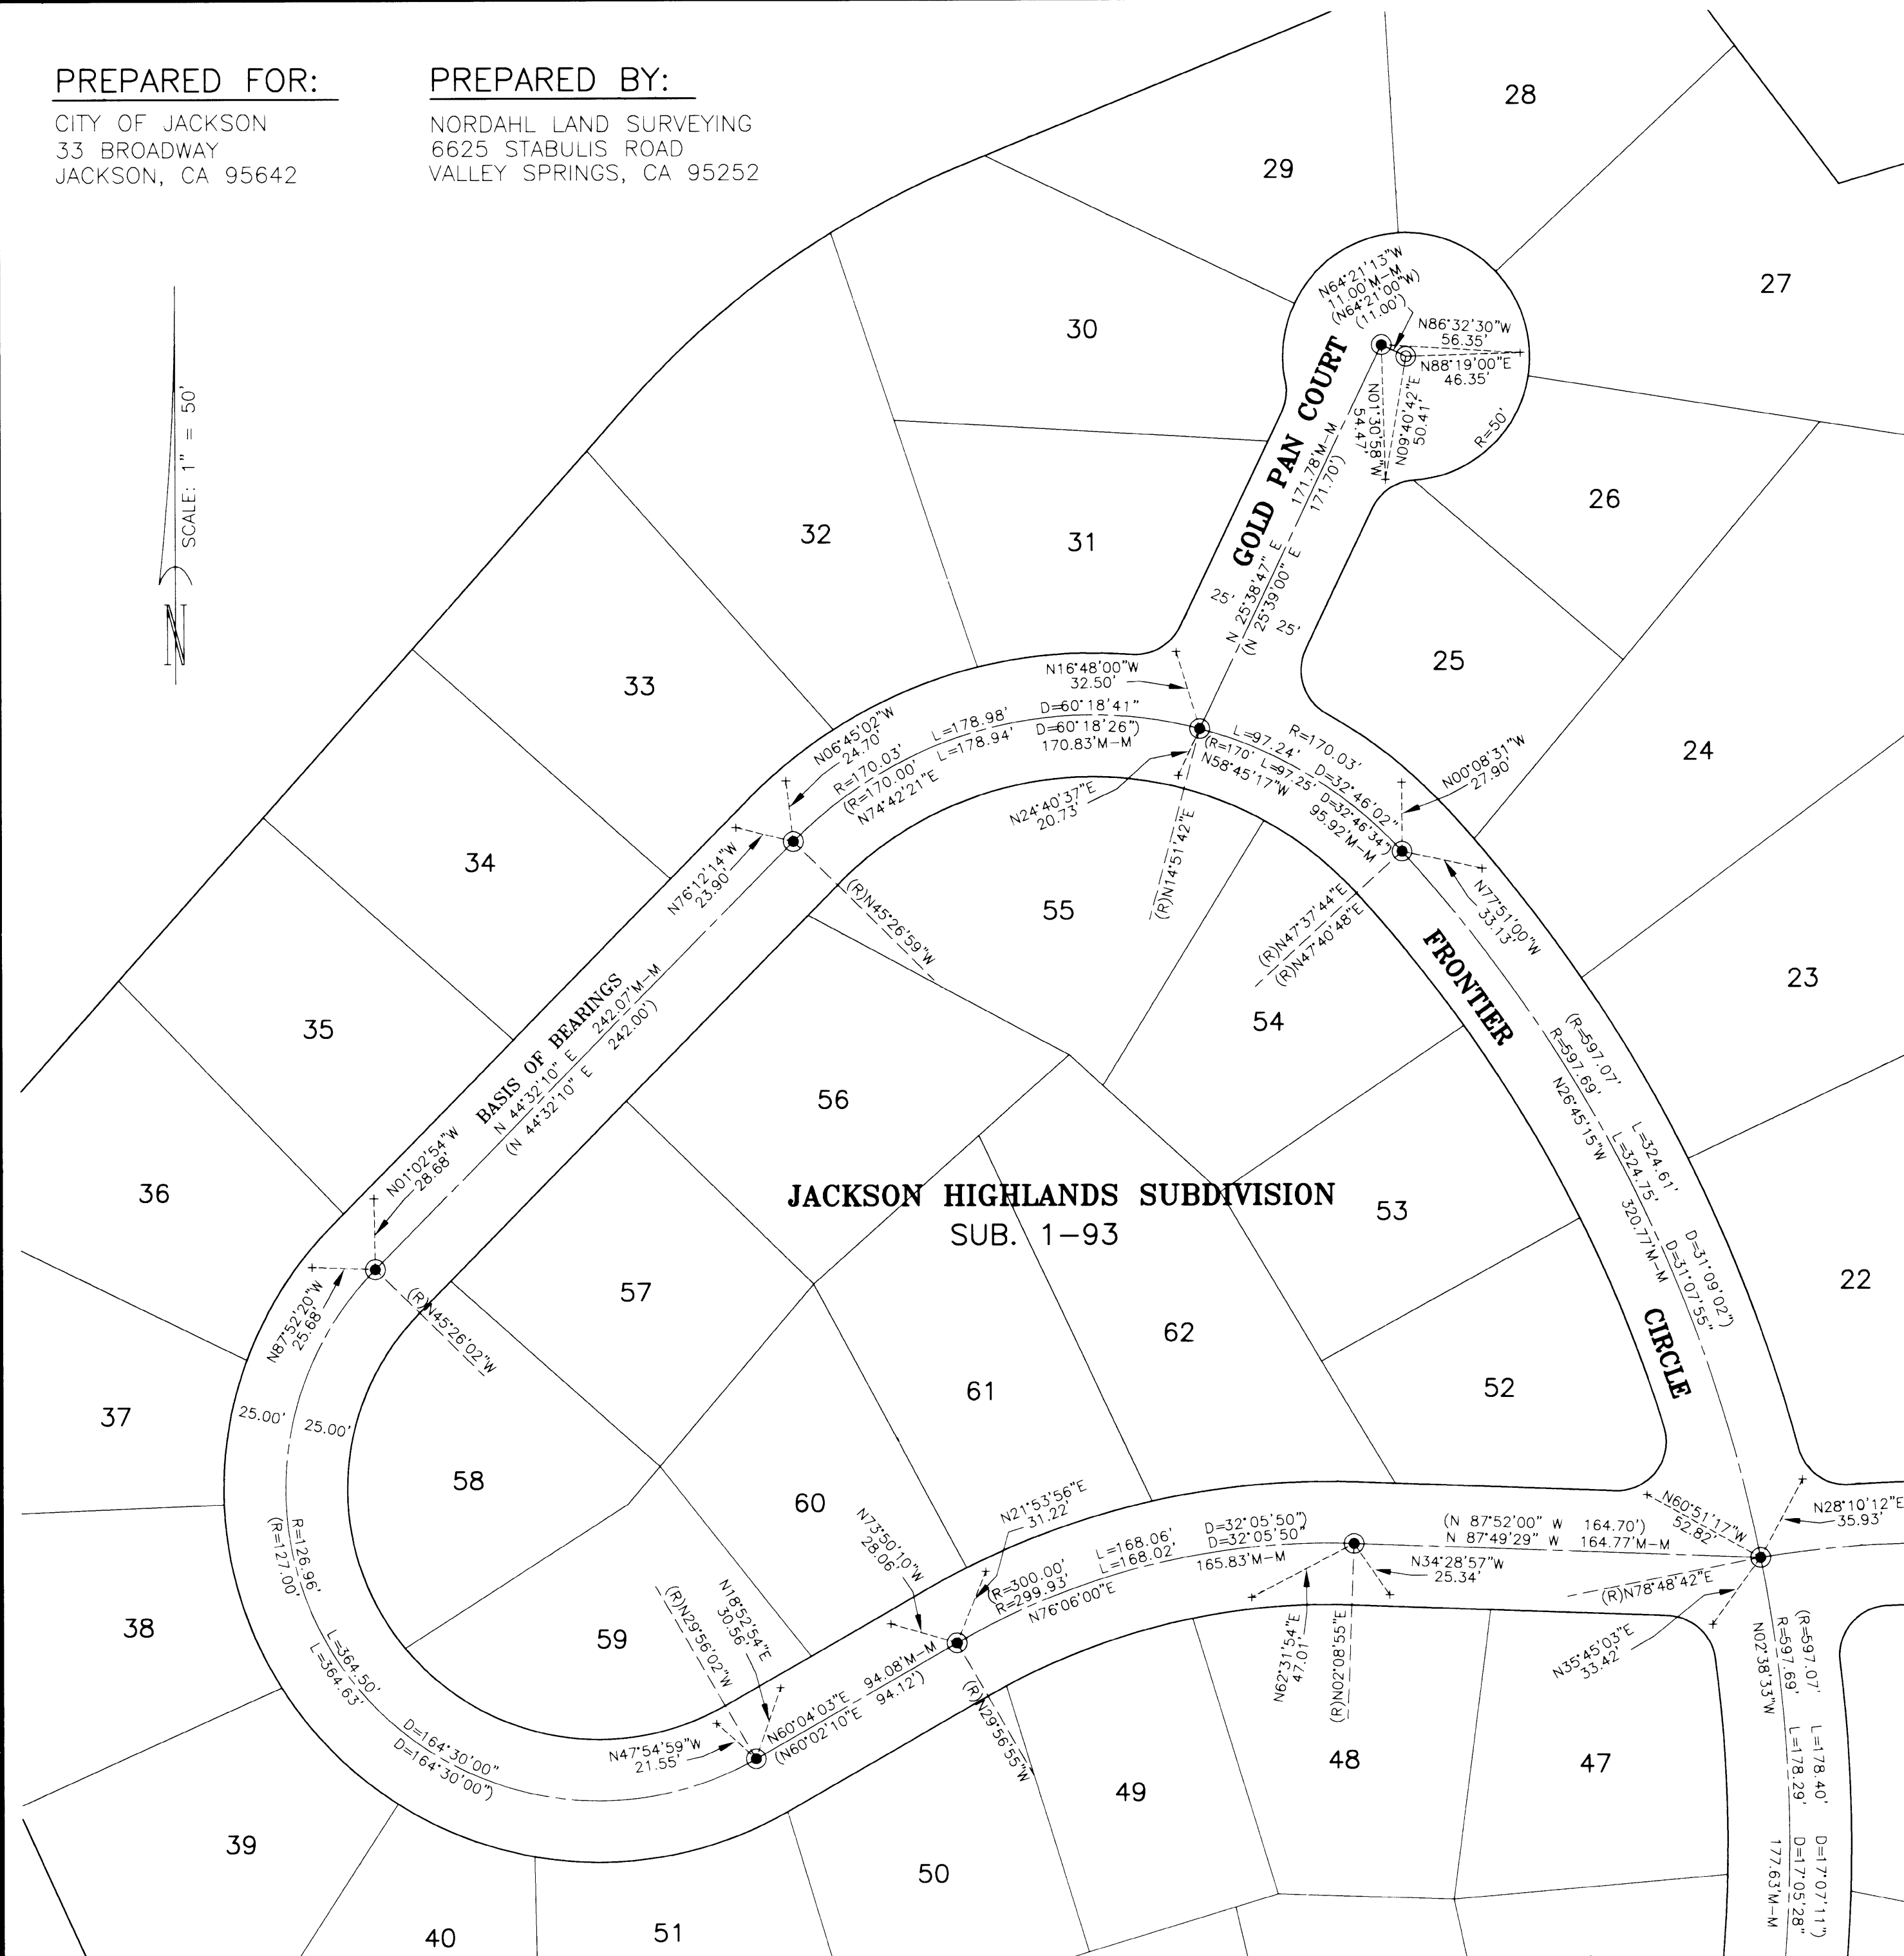 PREPARED FOR:
CITY OF JACKSON
33 BROADWAY
JACKSON, CA 95642
PREPARED BY:
NORDAHL LAND SURVEYING
6625 STABULIS ROAD
VALLEY SPRINGS, CA 95252
SCALE: 1" = 50'
N
28
29
27
30
N64°21'13"W
11.00'M-M
(N64°21'00"W)
(11.00')
N86°32'30"W
56.35'
N88°19'00"E
46.35'
N01°30'58"W
54.47'
N09°40'42"E
50.41'
R=50'
GOLD PAN COURT
171.78'M-M
171.70')
N 25°38'47" E
(N 25°39'00" E
25'
25'
26
32
31
25
33
24
N16°48'00"W
32.50'
N06°45'02"W
24.70'
R=170.03'
L=178.98'
D=60°18'41"
(R=170.00'
L=178.94'
D=60°18'26")
N74°42'21"E
170.83'M-M
L=97.24'
R=170.03'
D=32°46'02"
(R=170'
L=97.25'
D=32°46'34")
N58°45'17"W
95.92'M-M
N00°08'31"W
27.90'
N24°40'37"E
20.73'
(R)N14°51'42"E
N76°12'14"W
23.90'
(R)N45°26'59"W
34
55
(R)N47°37'44"E
(R)N47°40'48"E
N77°51'00"W
33.13'
FRONTIER
23
54
35
BASIS OF BEARINGS
N 44°32'10" E 242.07'M-M
(N 44°32'10" E 242.00')
56
(R=597.07'
L=324.61'
D=31°09'02")
R=597.69'
L=324.75'
D=31°07'55"
N26°45'15"W
320.77'M-M
N01°02'54"W
28.68'
36
JACKSON HIGHLANDS SUBDIVISION
SUB. 1-93
53
22
57
N87°52'20"W
25.68'
(R)N45°26'02"W
62
CIRCLE
61
52
37
25.00'
25.00'
58
60
N21°53'56"E
31.22'
N73°50'10"W
28.06'
(R=300.00'
L=168.06'
D=32°05'50")
R=299.93'
L=168.02'
D=32°05'50"
N76°06'00"E
165.83'M-M
(N 87°52'00" W 164.70')
N 87°49'29" W 164.77'M-M
N60°51'17"W
52.82'
N28°10'12"E
35.93'
N34°28'57"W
25.34'
(R)N78°48'42"E
R=126.96'
(R=127.00'
L=364.50'
L=364.63'
D=164°30'00"
D=164°30'00")
38
59
N18°52'54"E
30.56'
(R)N29°56'02"W
N60°04'03"E 94.08'M-M
(N60°02'10"E 94.12')
N47°54'59"W
21.55'
(R)N29°56'55"W
N62°31'54"E
47.01'
(R)N02°08'55"E
N35°45'03"E
33.42'
N02°38'33"W
(R=597.07'
L=178.40'
D=17°07'11")
R=597.69'
L=178.29'
D=17°05'28"
177.63'M-M
48
47
49
39
50
40
51